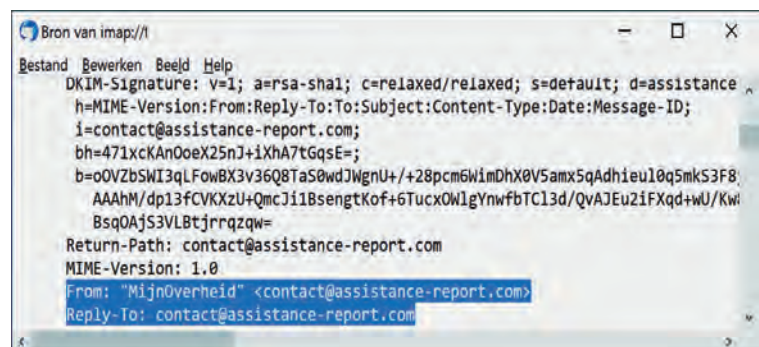 Bron van imap://
Bestand Bewerken Beeld Help
DKIM-Signature: v=1; a=rsa-sha1; c=relaxed/relaxed; s=default; d=assistance
h=MIME-Version:From:Reply-To:To:Subject:Content-Type:Date:Message-ID;
i=contact@assistance-report.com;
bh=471xcKAnOoeX25nJ+iXhA7tGqsE=;
b=oOVZbSWI3qLFowBX3v36Q8TaS0wdJWgnU+/+28pcm6WimDhX0V5amx5qAdhieul0q5mkS3F8
AAAhM/dp13fCVKXzU+QmcJi1BsengtKof+6TucxOWlgYnwfbTCl3d/QvAJEu2iFXqd+wU/Kw
BsqOAjS3VLBtjrrqzqw=
Return-Path: contact@assistance-report.com
MIME-Version: 1.0
From: "MijnOverheid" <contact@assistance-report.com>
Reply-To: contact@assistance-report.com